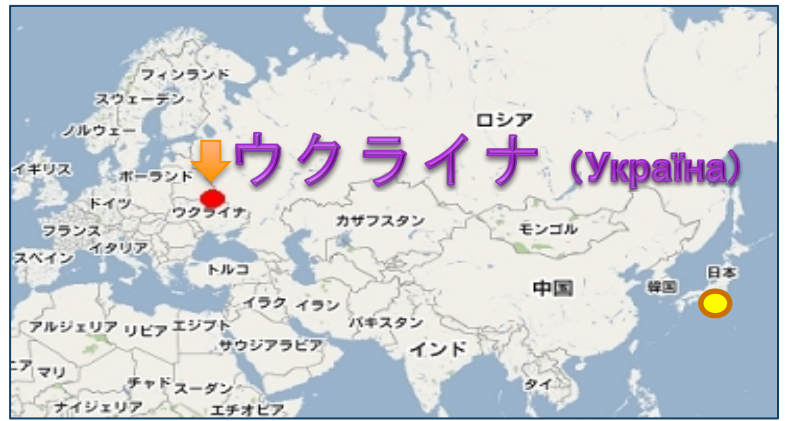 フィンランド
スウェーデン
ロシア
ノルウェー
ウクライナ (Україна)
イギリス
ポーランド
ドイツ
ウクライナ
カザフスタン
フランス
モンゴル
イタリア
スペイン
トルコ
日本
中国
韓国
イラク イラン
アルジェリア リビア エジプト
パキスタン
サウジアラビア
インド
ニア マリ
チャド スーダン
タイ
ナイジェリア
エチオピア